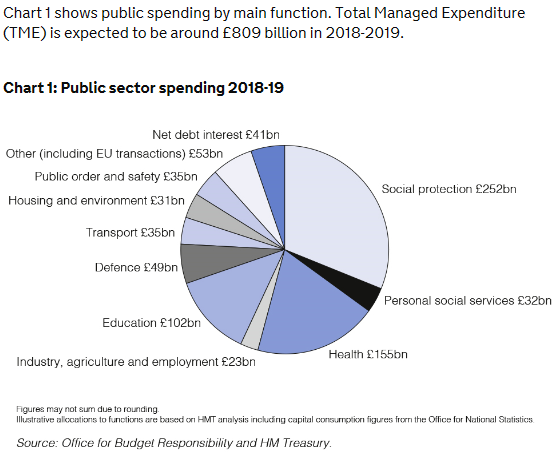 Chart 1 shows public spending by main function. Total Managed Expenditure
(TME) is expected to be around £809 billion in 2018-2019.
Chart 1: Public sector spending 2018-19
Net debt interest £41bn
Other (including EU transactions) £53bn
Public order and safety £35bn
Housing and environment £31bn
Transport £35bn
Defence £49bn
Education £102bn
Industry, agriculture and employment £23bn
Social protection £252bn
Personal social services £32bn
Health £155bn
Figures may not sum due to rounding.
Illustrative allocations to functions are based on HMT analysis including capital consumption figures from the Office for National Statistics
Source: Office for Budget Responsibility and HM Treasury.